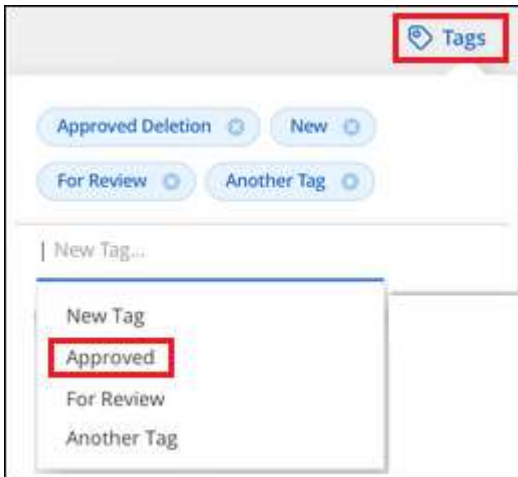 Tags
Approved Deletion New
For Review Another Tag
New Tag...
New Tag
Approved
For Review
Another Tag